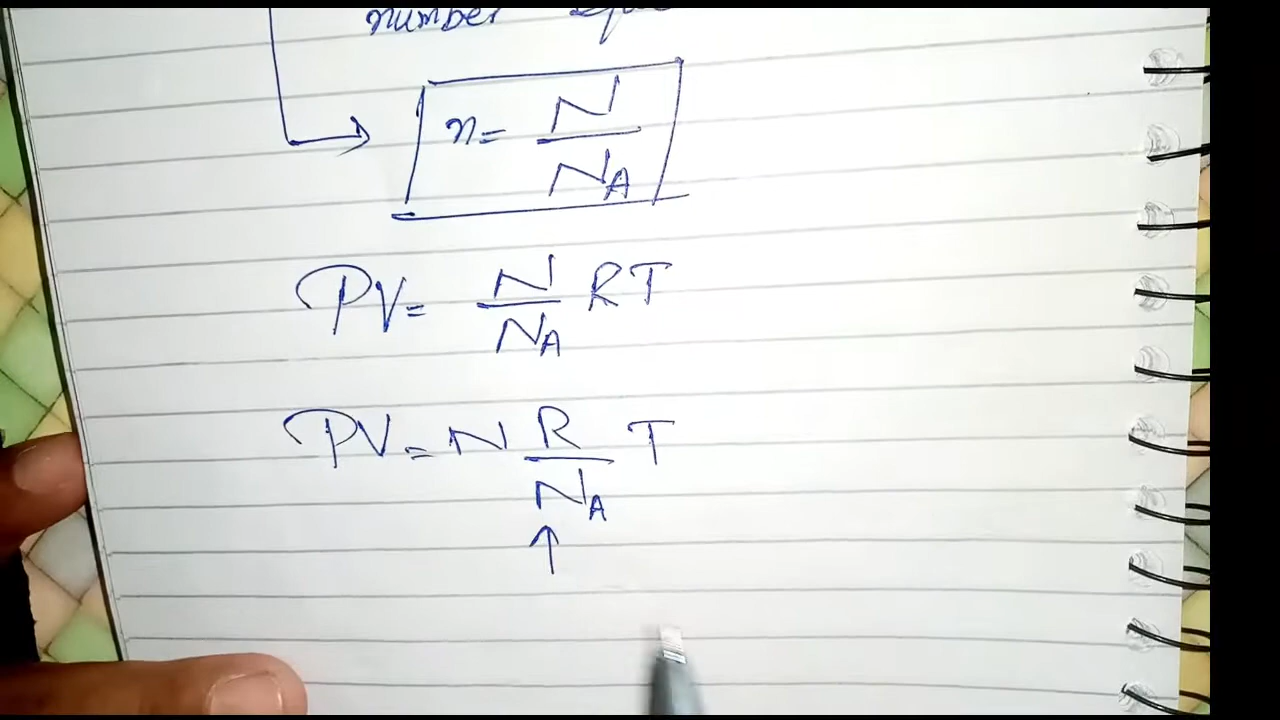 number
n = N / N_A
PV = N / N_A RT
PV = N R / N_A T
↑